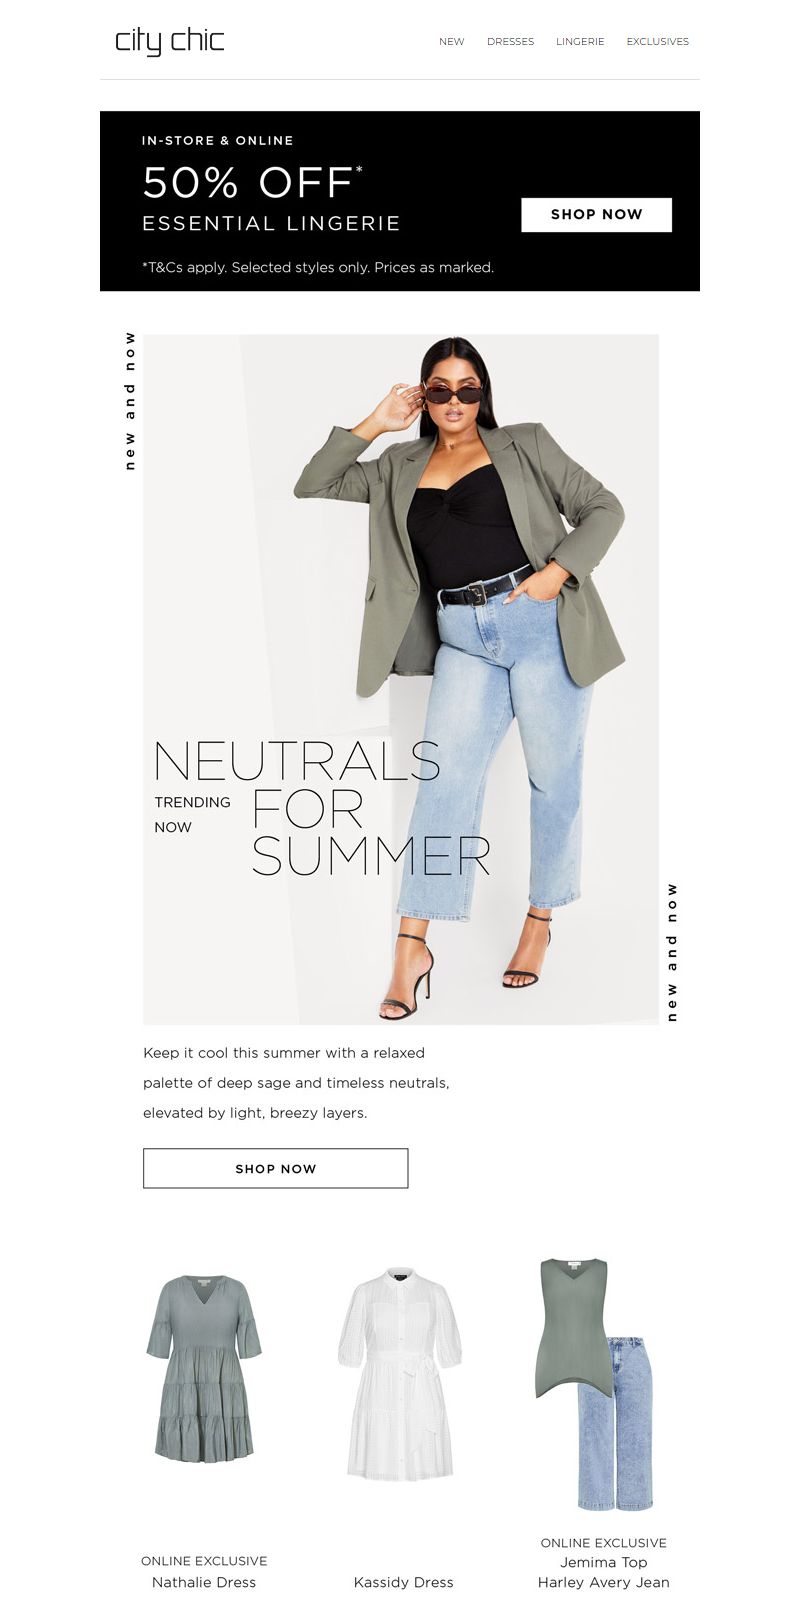 city chic
NEW DRESSES LINGERIE EXCLUSIVES
IN-STORE & ONLINE
50% OFF*
ESSENTIAL LINGERIE
SHOP NOW
*T&Cs apply. Selected styles only. Prices as marked.
new and now
NEUTRALS
TRENDING
NOW
FOR
SUMMER
new and now
Keep it cool this summer with a relaxed
palette of deep sage and timeless neutrals,
elevated by light, breezy layers.
SHOP NOW
ONLINE EXCLUSIVE
Nathalie Dress
Kassidy Dress
ONLINE EXCLUSIVE
Jemima Top
Harley Avery Jean